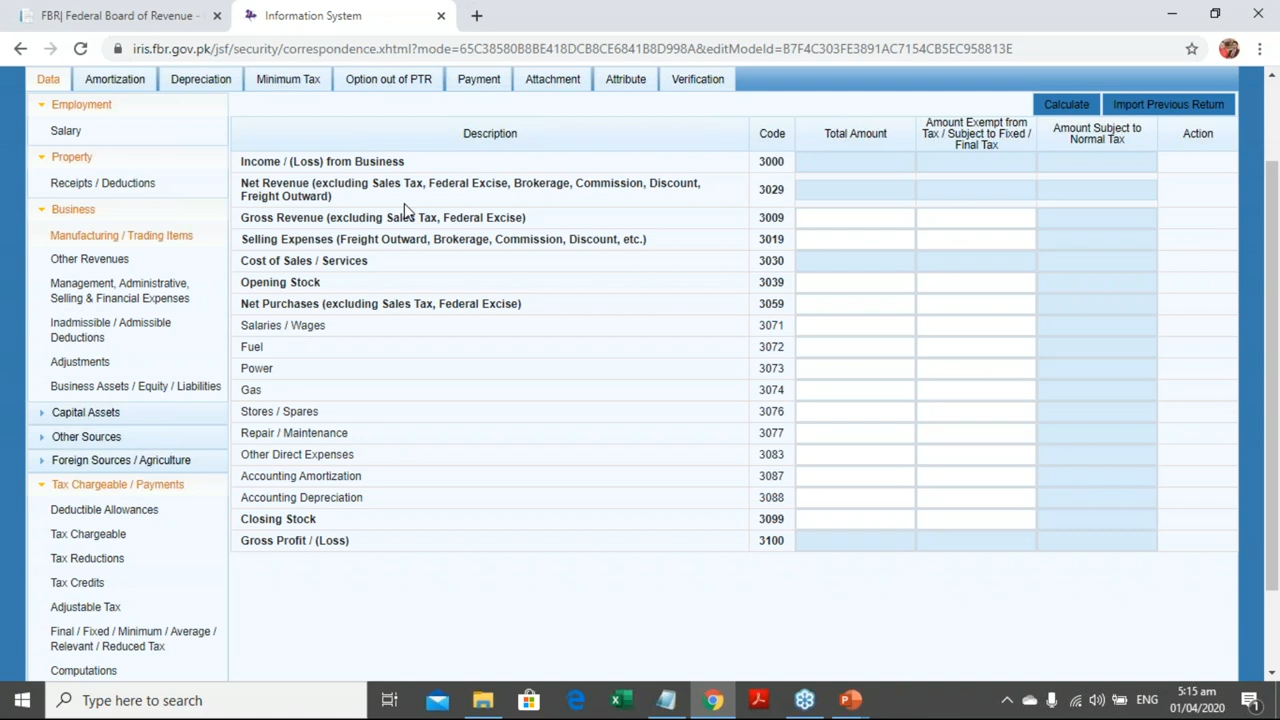 FBR| Federal Board of Revenue -
Information System
iris.fbr.gov.pk/jsf/security/correspondence.xhtml?mode=65C38580B8BE418DCB8CE6841B8D998A&editModeId=B7F4C303FE3891AC7154CB5EC958813E
Data Amortization Depreciation Minimum Tax Option out of PTR Payment Attachment Attribute Verification
Employment
Salary
Property
Receipts / Deductions
Business
Manufacturing / Trading Items
Other Revenues
Management, Administrative,
Selling & Financial Expenses
Inadmissible / Admissible
Deductions
Adjustments
Business Assets / Equity / Liabilities
Capital Assets
Other Sources
Foreign Sources / Agriculture
Tax Chargeable / Payments
Deductible Allowances
Tax Chargeable
Tax Reductions
Tax Credits
Adjustable Tax
Final / Fixed / Minimum / Average /
Relevant / Reduced Tax
Computations
Calculate Import Previous Return
Description Code Total Amount
Amount Exempt from
Tax / Subject to Fixed /
Final Tax
Amount Subject to
Normal Tax
Action
Income / (Loss) from Business 3000
Net Revenue (excluding Sales Tax, Federal Excise, Brokerage, Commission, Discount,
Freight Outward) 3029
Gross Revenue (excluding Sales Tax, Federal Excise) 3009
Selling Expenses (Freight Outward, Brokerage, Commission, Discount, etc.) 3019
Cost of Sales / Services 3030
Opening Stock 3039
Net Purchases (excluding Sales Tax, Federal Excise) 3059
Salaries / Wages 3071
Fuel 3072
Power 3073
Gas 3074
Stores / Spares 3076
Repair / Maintenance 3077
Other Direct Expenses 3083
Accounting Amortization 3087
Accounting Depreciation 3088
Closing Stock 3099
Gross Profit / (Loss) 3100
Type here to search
ENG
5:15 am
01/04/2020